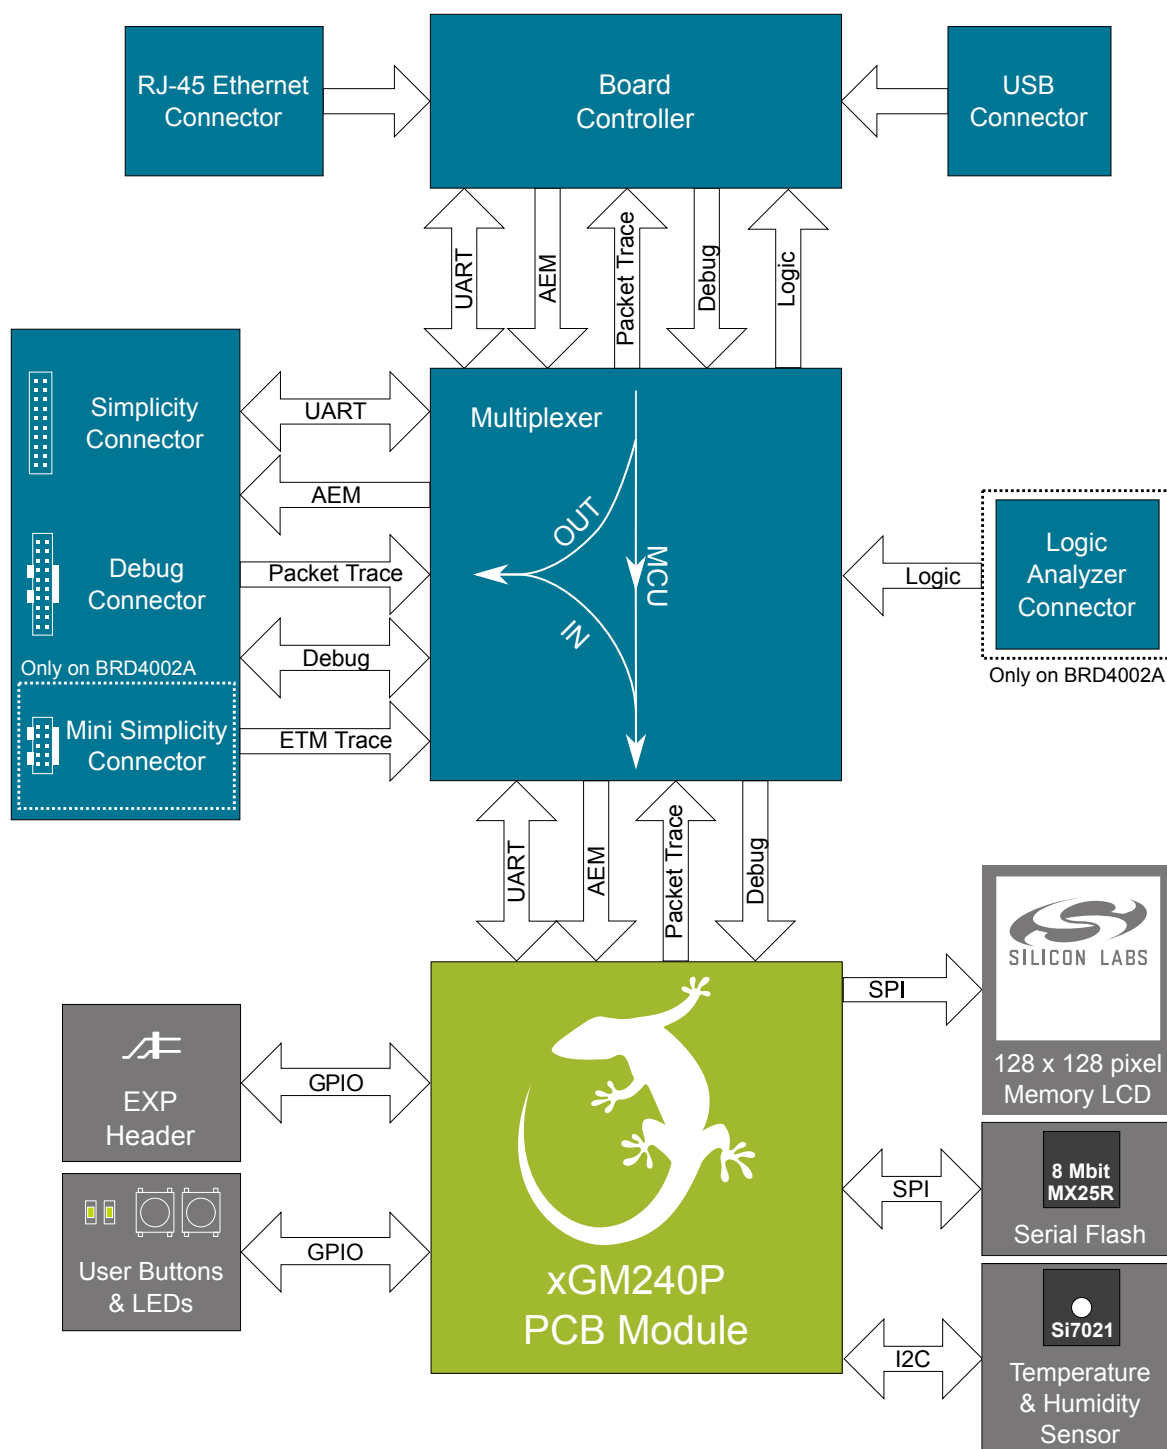 RJ-45 Ethernet
Connector
Board
Controller
USB
Connector
UART
AEM
Packet Trace
Debug
Logic
Simplicity
Connector
Debug
Connector
Only on BRD4002A
Mini Simplicity
Connector
UART
AEM
Packet Trace
Debug
ETM Trace
Multiplexer
OUT
IN
MCU
Logic
Logic
Analyzer
Connector
Only on BRD4002A
UART
AEM
Packet Trace
Debug
EXP
Header
GPIO
User Buttons
& LEDs
GPIO
xGM240P
PCB Module
SPI
SILICON LABS
128 x 128 pixel
Memory LCD
SPI
8 Mbit
MX25R
Serial Flash
I2C
Si7021
Temperature
& Humidity
Sensor